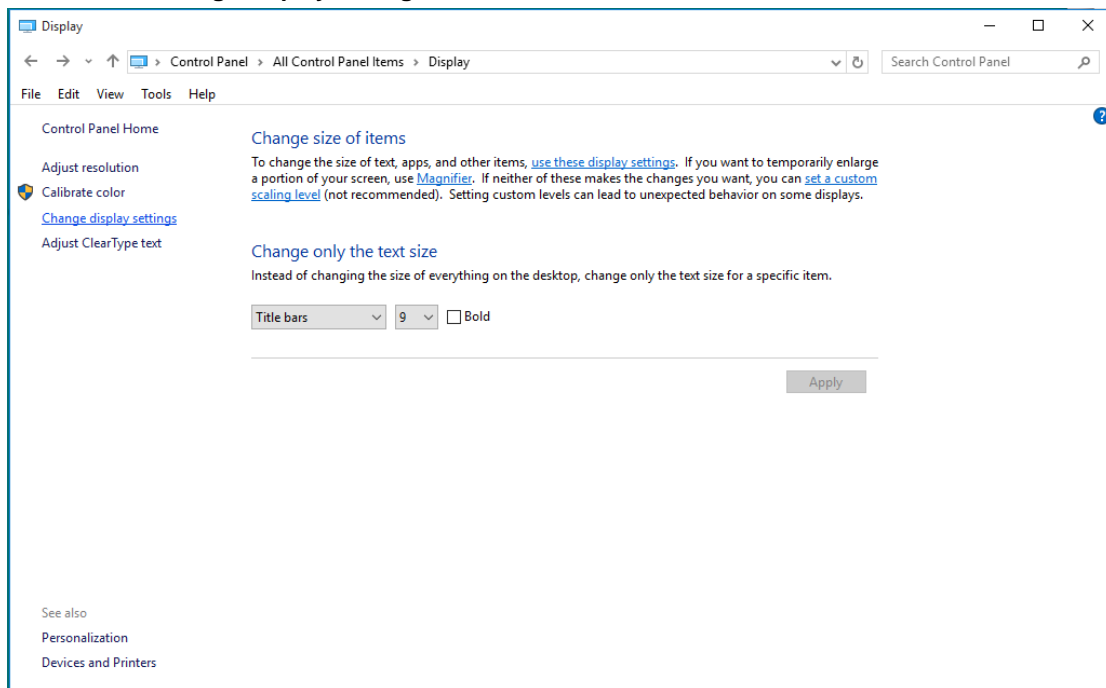 Display
Control Panel > All Control Panel Items > Display
Search Control Panel
File Edit View Tools Help
Control Panel Home
Adjust resolution
Calibrate color
Change display settings
Adjust ClearType text
Change size of items
To change the size of text, apps, and other items, use these display settings. If you want to temporarily enlarge
a portion of your screen, use Magnifier. If neither of these makes the changes you want, you can set a custom
scaling level (not recommended). Setting custom levels can lead to unexpected behavior on some displays.
Change only the text size
Instead of changing the size of everything on the desktop, change only the text size for a specific item.
Title bars 9 Bold
Apply
See also
Personalization
Devices and Printers